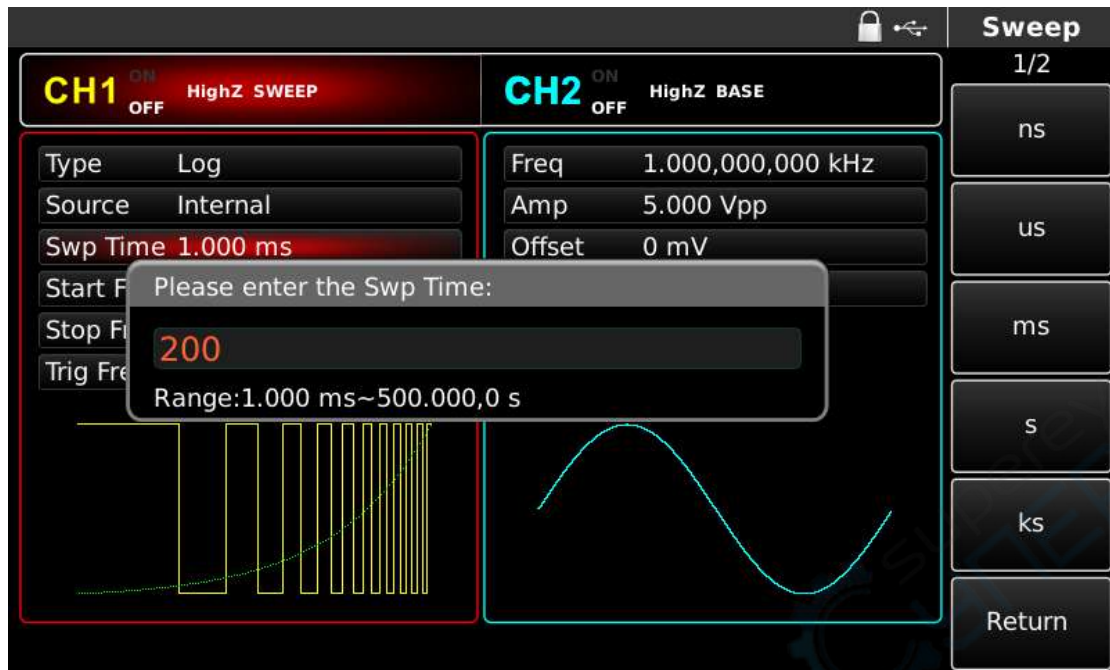 Sweep
1/2
CH1 ON OFF HighZ SWEEP
CH2 ON OFF HighZ BASE
Type Log
Source Internal
Swp Time 1.000 ms
Start F
Stop Fr
Trig Fre
Freq 1.000,000,000 kHz
Amp 5.000 Vpp
Offset 0 mV
Please enter the Swp Time:
200
Range:1.000 ms~500.000,0 s
ns
us
ms
s
ks
Return